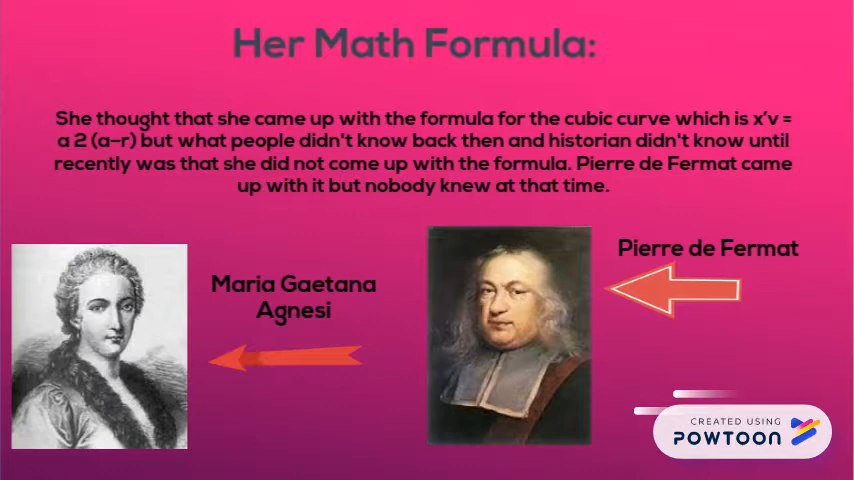 Her Math Formula:
She thought that she came up with the formula for the cubic curve which is x'v =
a 2 (a–r) but what people didn't know back then and historian didn't know until
recently was that she did not come up with the formula. Pierre de Fermat came
up with it but nobody knew at that time.
Pierre de Fermat
Maria Gaetana
Agnesi
CREATED USING
POWTOON